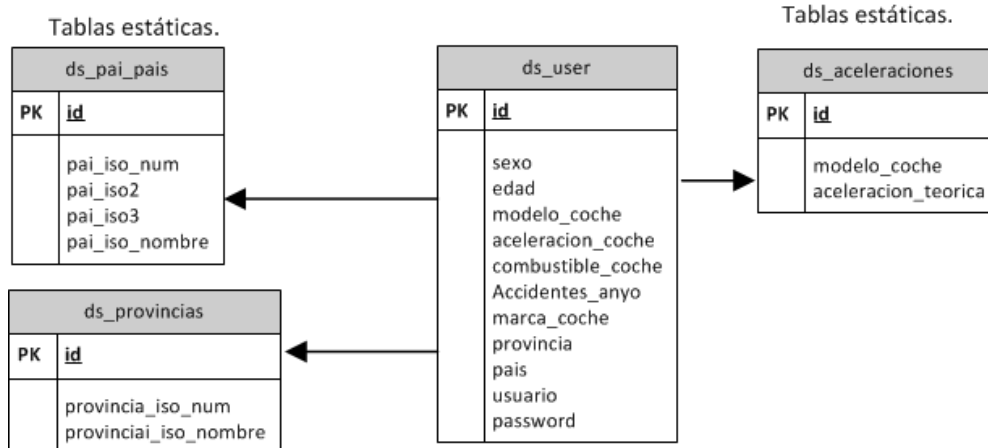 Tablas estáticas.
ds_pai_pais
PK id
pai_iso_num
pai_iso2
pai_iso3
pai_iso_nombre
ds_provincias
PK id
provincia_iso_num
provinciai_iso_nombre
ds_user
PK id
sexo
edad
modelo_coche
aceleracion_coche
combustible_coche
Accidentes_anyo
marca_coche
provincia
pais
usuario
password
Tablas estáticas.
ds_aceleraciones
PK id
modelo_coche
aceleracion_teorica